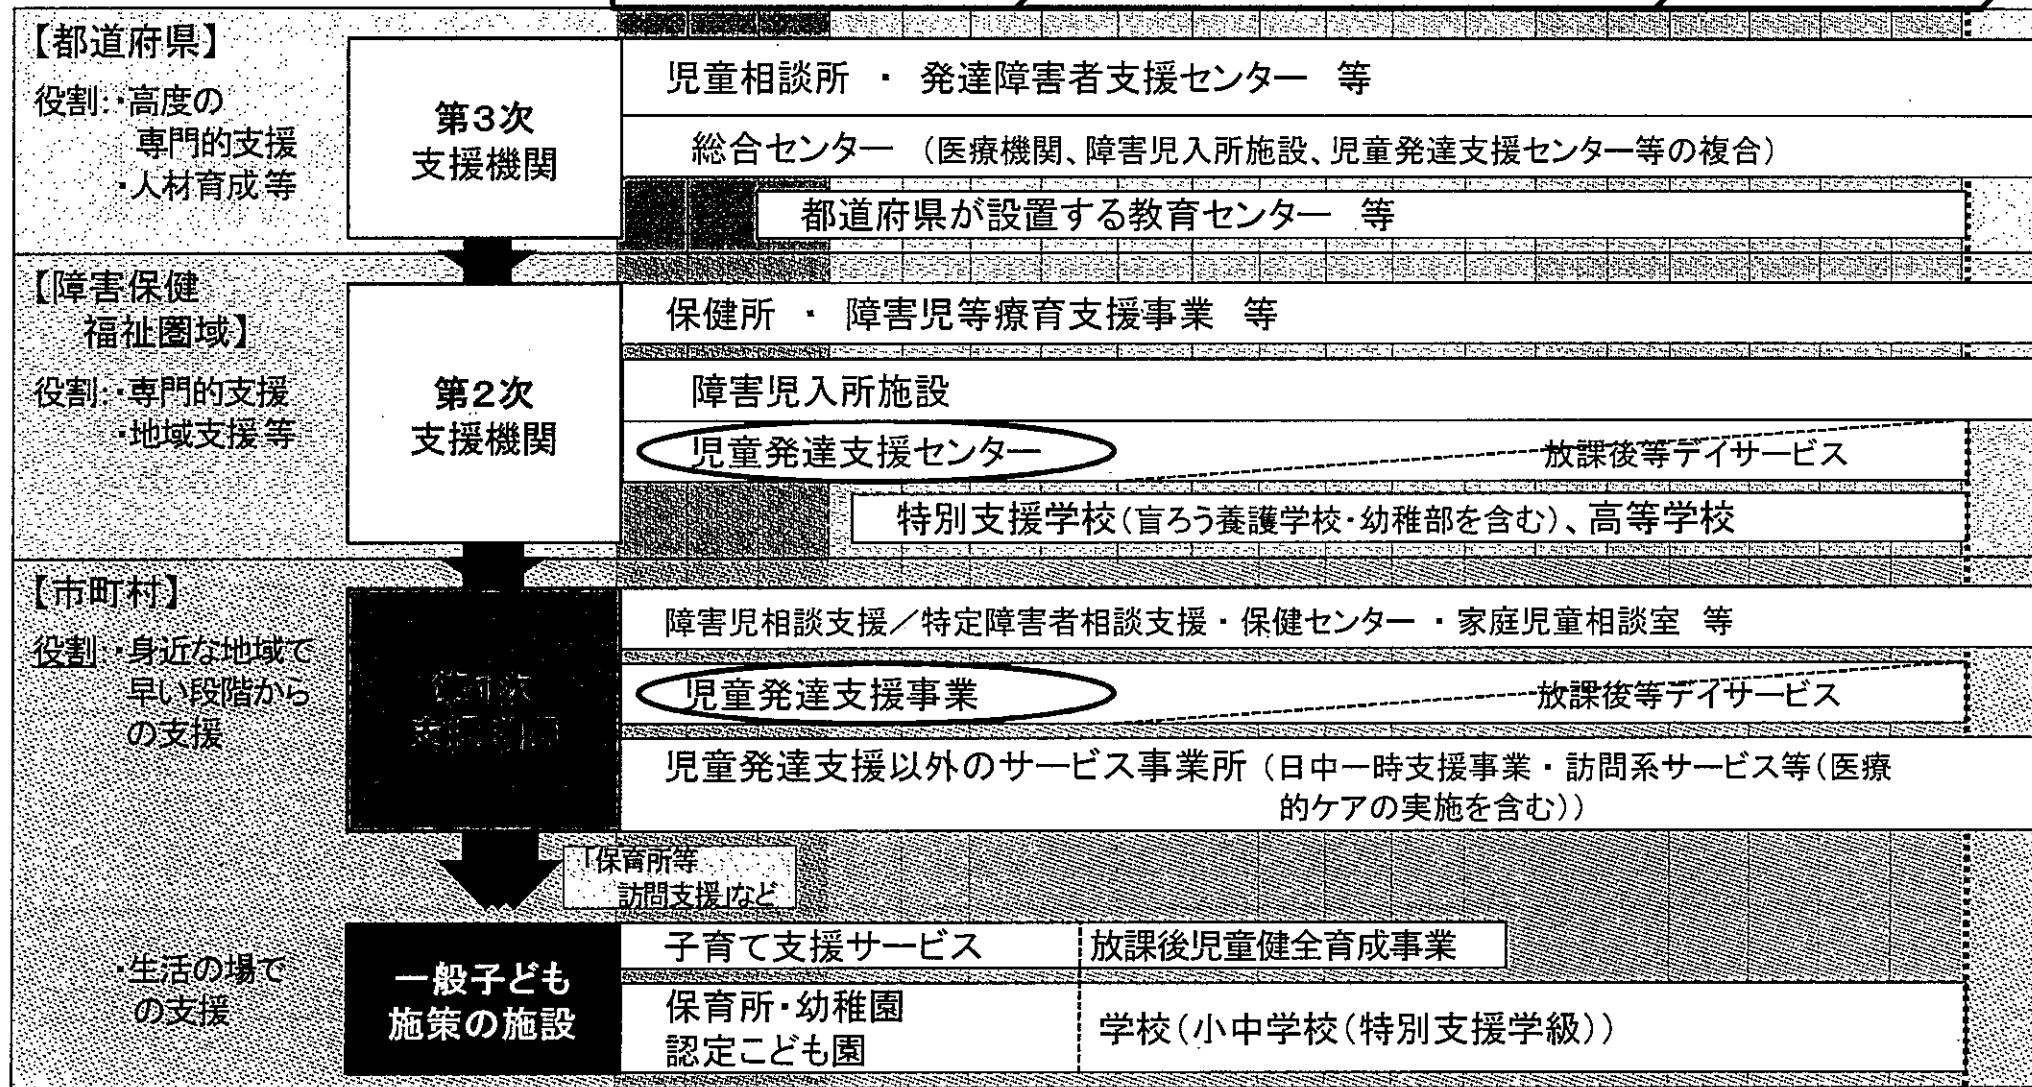 【都道府県】
役割:・高度の
専門的支援
・人材育成 等
第3次
支援機関
児童相談所 ・ 発達障害者支援センター 等
総合センター (医療機関、障害児入所施設、児童発達支援センター等の複合)
都道府県が設置する教育センター 等
【障害保健
福祉圏域】
役割:・専門的支援
・地域支援 等
第2次
支援機関
保健所 ・ 障害児等療育支援事業 等
障害児入所施設
児童発達支援センター
放課後等デイサービス
特別支援学校(盲ろう養護学校・幼稚部を含む)、高等学校
【市町村】
役割:・身近な地域で
早い段階から
の支援
障害児相談支援/特定障害者相談支援・保健センター ・家庭児童相談室 等
児童発達支援事業
放課後等デイサービス
児童発達支援以外のサービス事業所 (日中一時支援事業・訪問系サービス等(医療
的ケアの実施を含む))
「保育所等
訪問支援」など
・生活の場で
の支援
一般子ども
施策の施設
子育て支援サービス
放課後児童健全育成事業
保育所・幼稚園
認定こども園
学校(小中学校(特別支援学級))